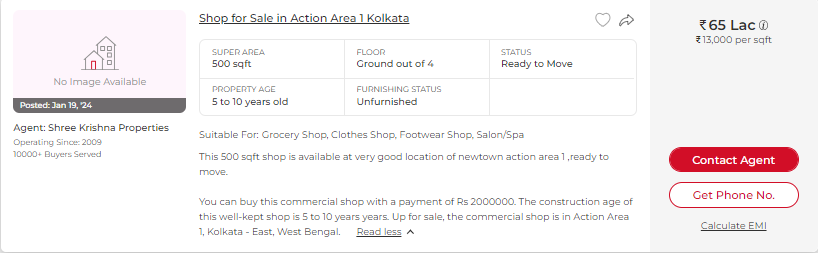 Shop for Sale in Action Area 1 Kolkata
₹65 Lac
₹13,000 per sqft
SUPER AREA
500 sqft
FLOOR
Ground out of 4
STATUS
Ready to Move
PROPERTY AGE
5 to 10 years old
FURNISHING STATUS
Unfurnished
No Image Available
Posted: Jan 19, '24
Agent: Shree Krishna Properties
Operating Since: 2009
10000+ Buyers Served
Suitable For: Grocery Shop, Clothes Shop, Footwear Shop, Salon/Spa
This 500 sqft shop is available at very good location of newtown action area 1 ,ready to
move.
You can buy this commercial shop with a payment of Rs 2000000. The construction age of
this well-kept shop is 5 to 10 years years. Up for sale, the commercial shop is in Action Area
1, Kolkata - East, West Bengal. Read less
Contact Agent
Get Phone No.
Calculate EMI